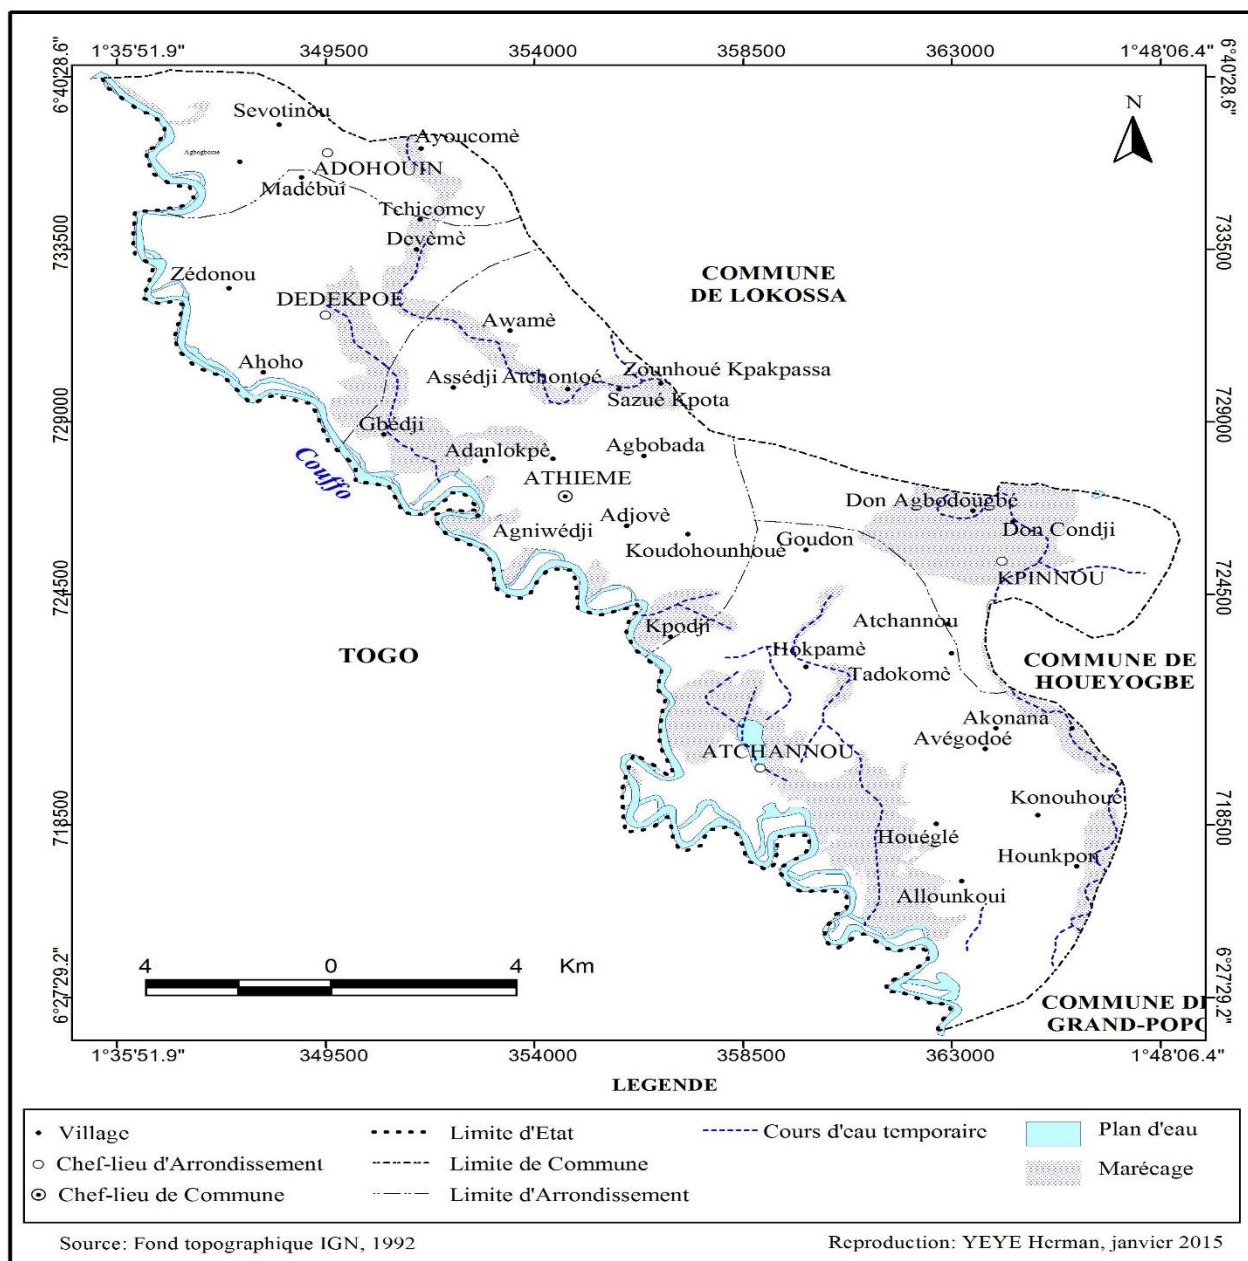 1°35'51.9"
349500
354000
358500
363000
1°48'06.4"
6°40'28.6"
6°40'28.6"
N
Sevotinou
Ayoucomè
Agbogbomè
ADOHOUIN
Madébui
Tchicomey
Devèmè
733500
733500
Zédonou
COMMUNE
DE LOKOSSA
DEDEKPOE
Awamè
Ahoho
Zounhoué Kpakpassa
Assédji
Atchontoé
Sazué Kpota
729000
729000
Gbédji
Couffo
Adanlokpè
Agbobada
ATHIEME
Don Agbodougbé
Agniwédji
Adjovè
Don Condji
Koudohounhoué
Goudon
KPINNOU
724500
724500
Kpodji
Atchannou
TOGO
Hokpamè
Tadokomè
COMMUNE DE
HOUEYOGBE
Akonana
ATCHANNOU
Avégodoé
Konouhoué
718500
718500
Houéglé
Hounkpon
Allounkoui
4
0
4
Km
6°27'29.2"
6°27'29.2"
COMMUNE DE
GRAND-POPO
1°35'51.9"
349500
354000
358500
363000
1°48'06.4"
LEGENDE
Village
Limite d'Etat
Cours d'eau temporaire
Plan d'eau
Chef-lieu d'Arrondissement
Limite de Commune
Marécage
Chef-lieu de Commune
Limite d'Arrondissement
Source: Fond topographique IGN, 1992
Reproduction: YEYE Herman, janvier 2015